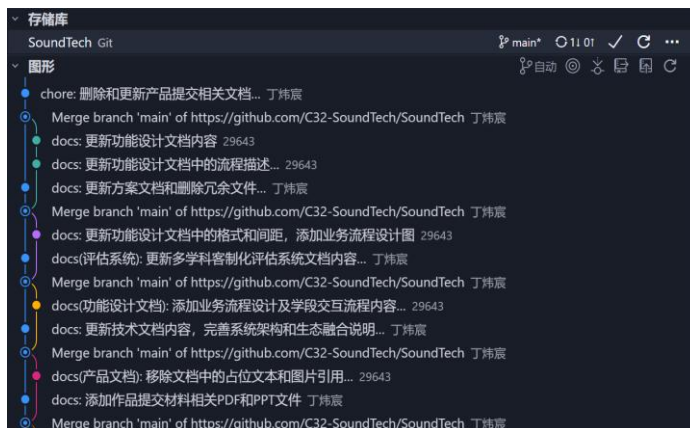 存储库
SoundTech Git main* 1↓ 0↑
图形 自动
chore: 删除和更新产品提交相关文档... 丁炜宸
Merge branch 'main' of https://github.com/C32-SoundTech/SoundTech 丁炜宸
docs: 更新功能设计文档内容 29643
docs: 更新功能设计文档中的流程描述... 29643
docs: 更新方案文档和删除冗余文件... 丁炜宸
Merge branch 'main' of https://github.com/C32-SoundTech/SoundTech 丁炜宸
docs: 更新功能设计文档中的格式和间距，添加业务流程设计图 29643
docs(评估系统): 更新多学科客制化评估系统文档内容... 丁炜宸
Merge branch 'main' of https://github.com/C32-SoundTech/SoundTech 丁炜宸
docs(功能设计文档): 添加业务流程设计及学段交互流程内容... 29643
docs: 更新技术文档内容，完善系统架构和生态融合说明... 丁炜宸
Merge branch 'main' of https://github.com/C32-SoundTech/SoundTech 丁炜宸
docs(产品文档): 移除文档中的占位文本和图片引用... 29643
docs: 添加作品提交材料相关PDF和PPT文件 丁炜宸
Merge branch 'main' of https://github.com/C32-SoundTech/SoundTech 丁炜宸